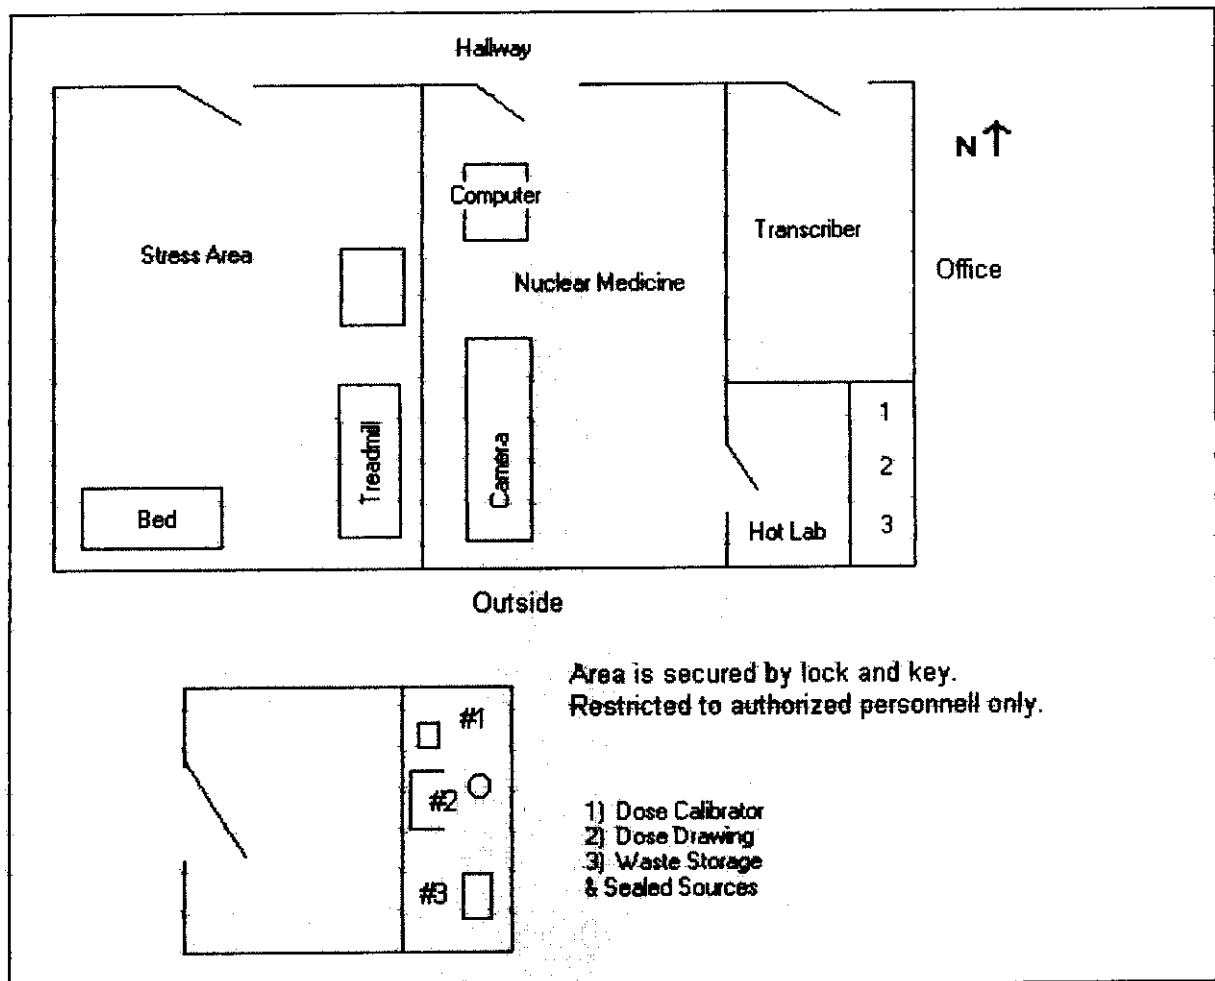 Hallway
N
Computer
Transcriber
Stress Area
Office
Nuclear Medicine
1
Treadmill
Camera
2
Bed
Hot Lab
3
Outside
Area is secured by lock and key.
Restricted to authorized personnell only.
#1
#2
#3
1) Dose Calibrator
2) Dose Drawing
3) Waste Storage
& Sealed Sources